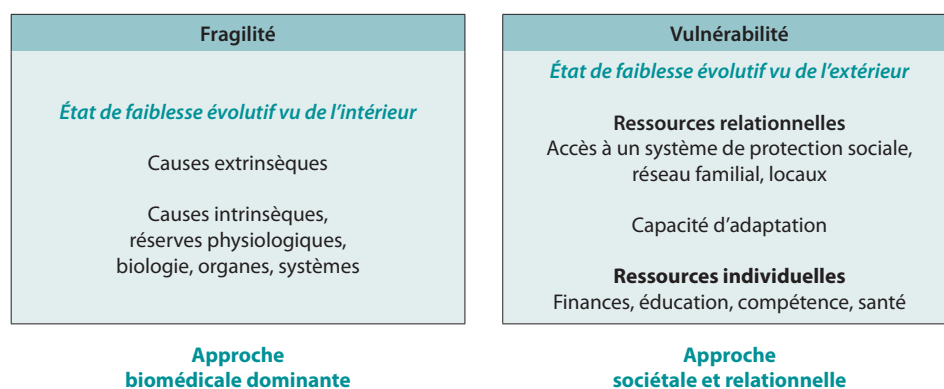 Fragilité
État de faiblesse évolutif vu de l'intérieur
Causes extrinsèques
Causes intrinsèques,
réserves physiologiques,
biologie, organes, systèmes
Approche
biomédicale dominante
Vulnérabilité
État de faiblesse évolutif vu de l'extérieur
Ressources relationnelles
Accès à un système de protection sociale,
réseau familial, locaux
Capacité d'adaptation
Ressources individuelles
Finances, éducation, compétence, santé
Approche
sociétale et relationnelle